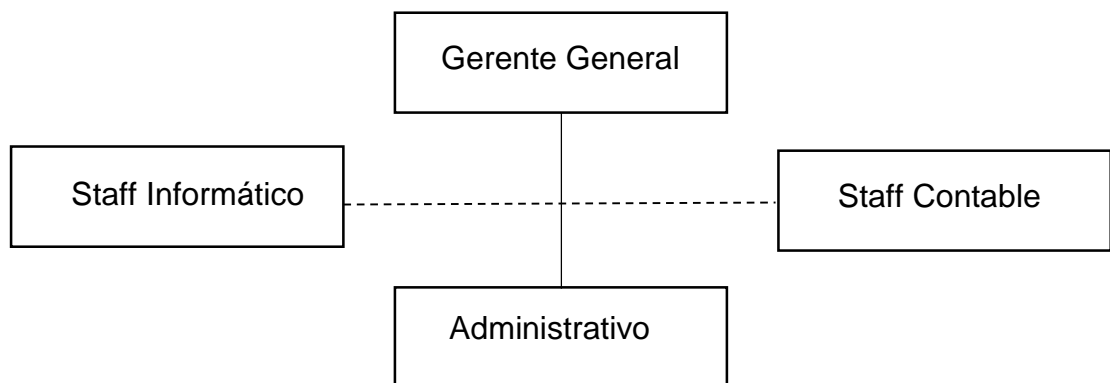 Gerente General
Staff Informático
Staff Contable
Administrativo